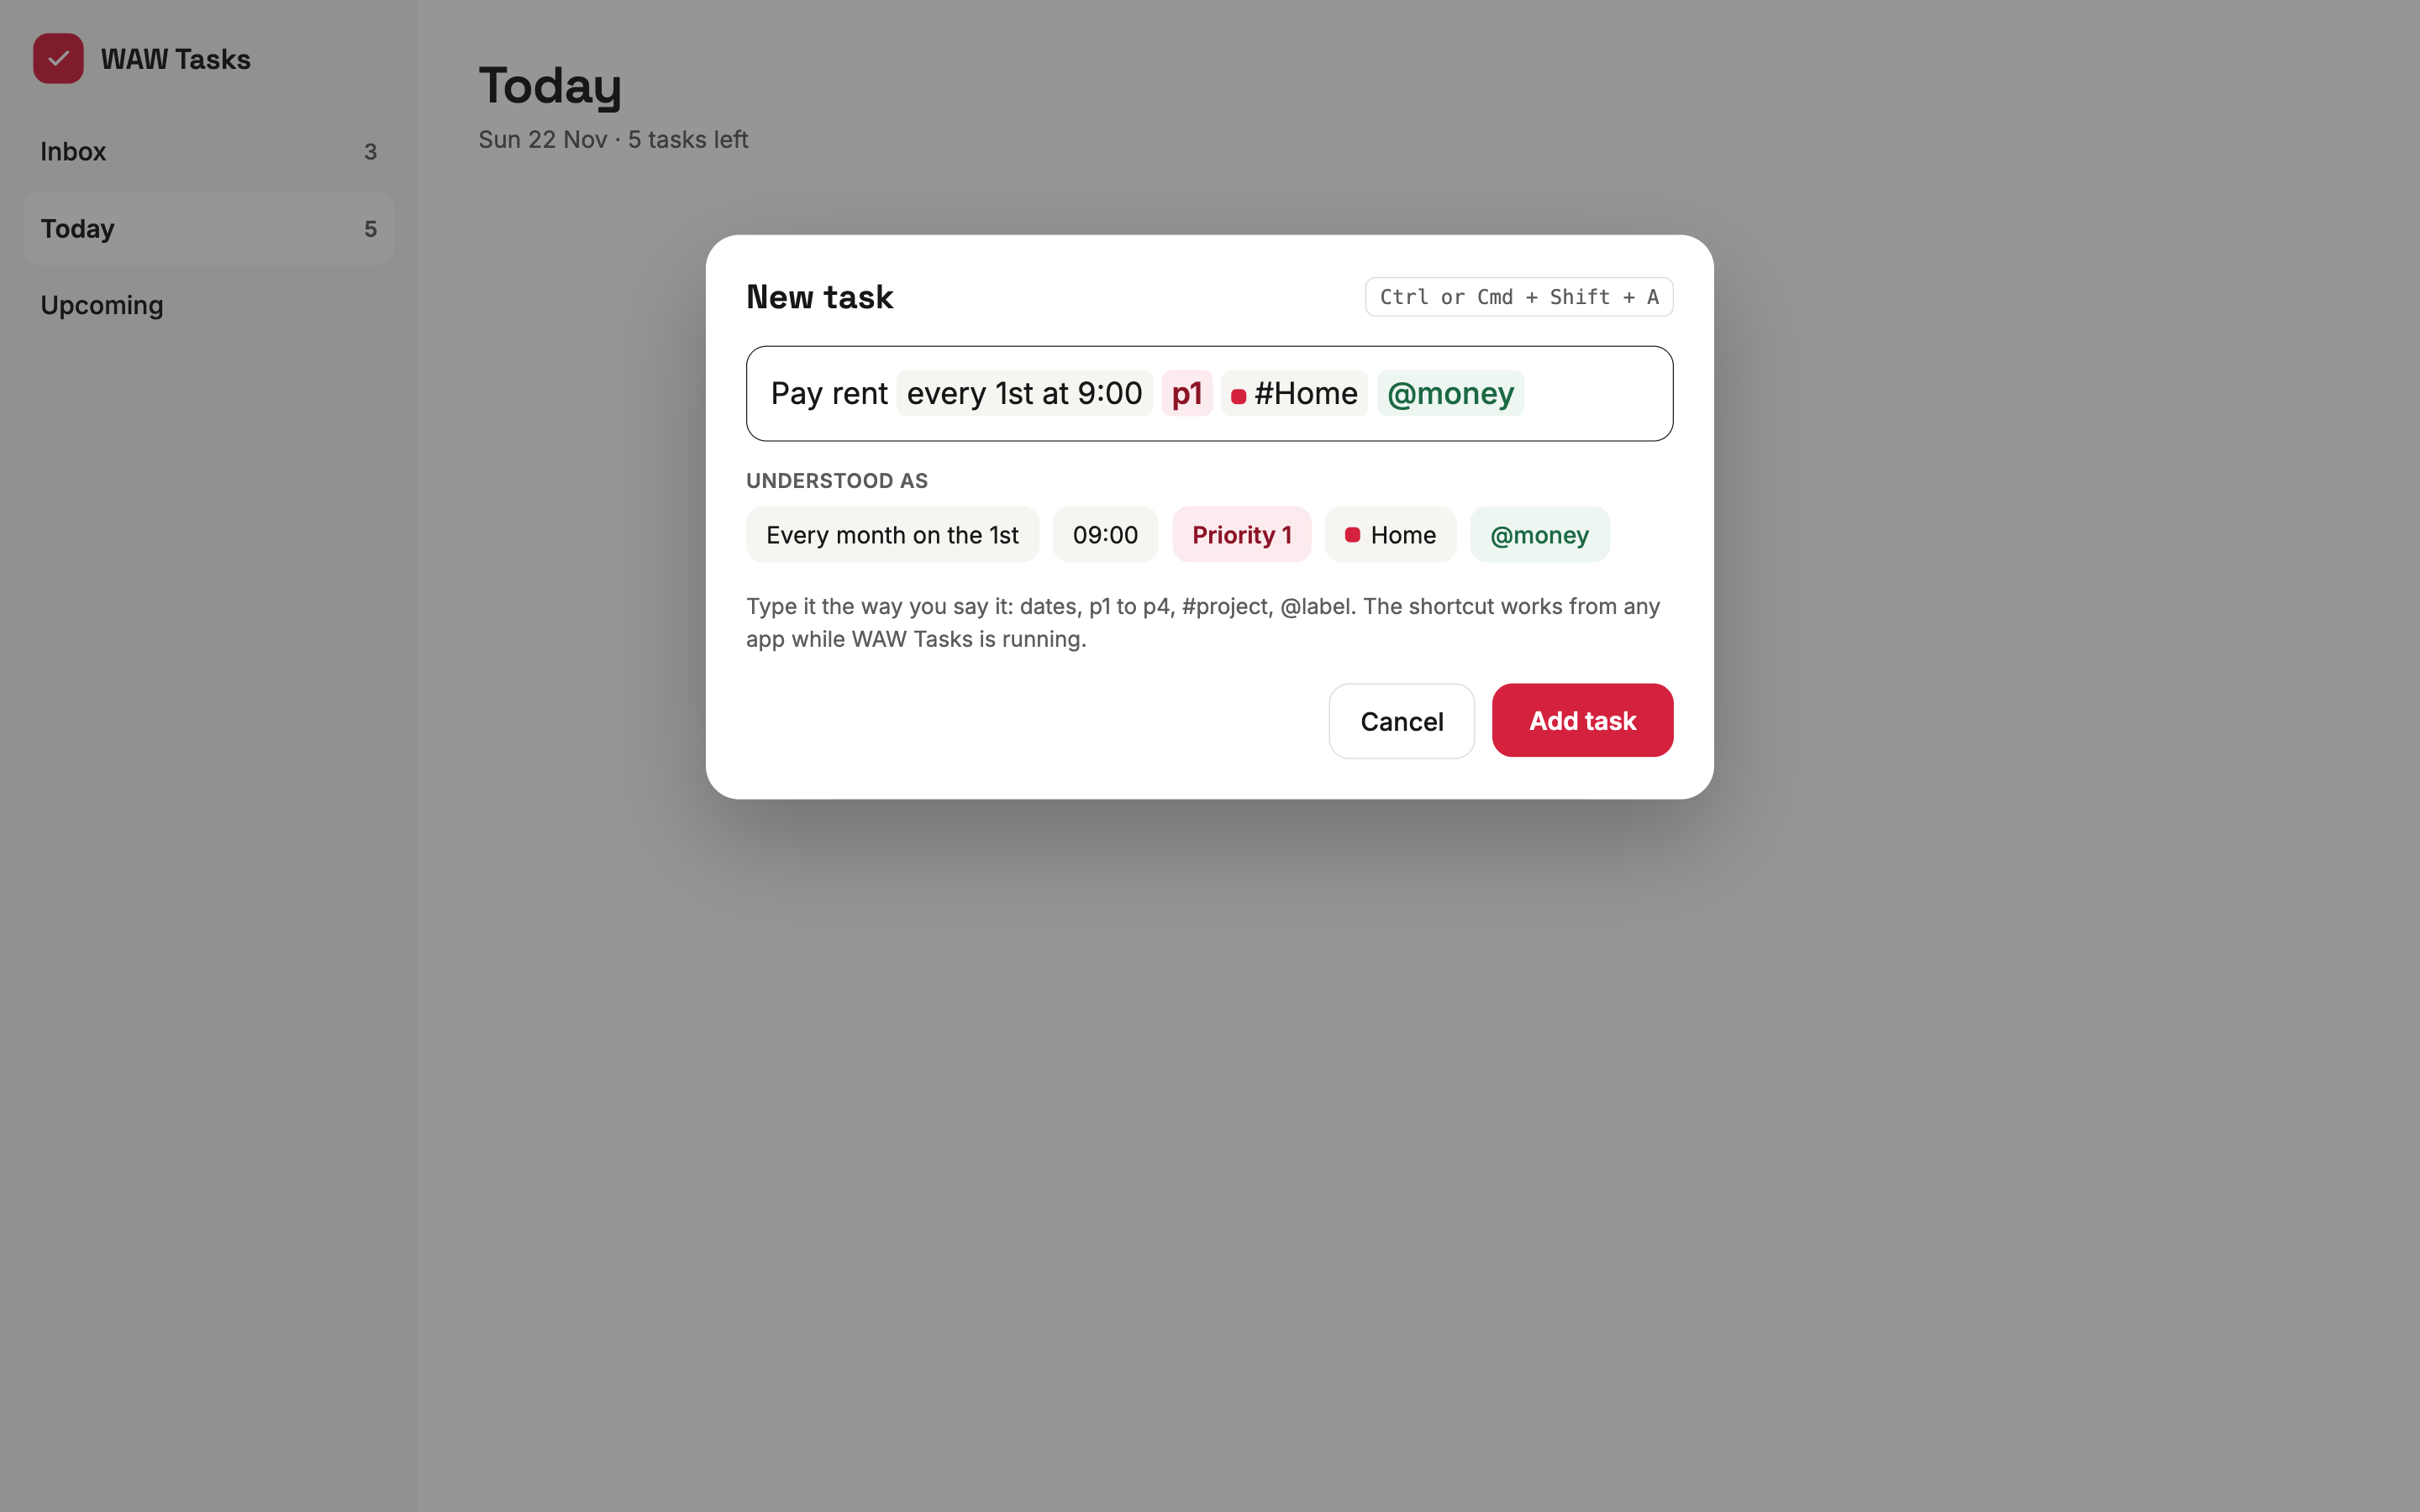 WAW Tasks
Inbox 3
Today 5
Upcoming
Today
Sun 22 Nov · 5 tasks left
New task
Ctrl or Cmd + Shift + A
Pay rent every 1st at 9:00 p1 #Home @money
UNDERSTOOD AS
Every month on the 1st 09:00 Priority 1 Home @money
Type it the way you say it: dates, p1 to p4, #project, @label. The shortcut works from any
app while WAW Tasks is running.
Cancel Add task